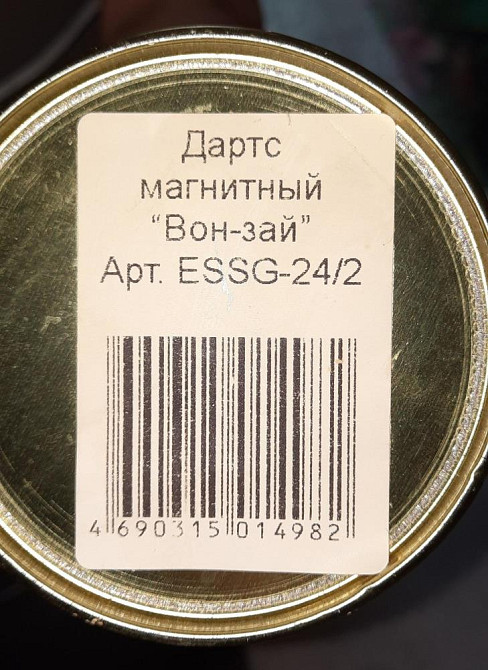 Дартс
магнитный
“Вон-зай”
Арт. ESSG-24/2
4 690315 014982